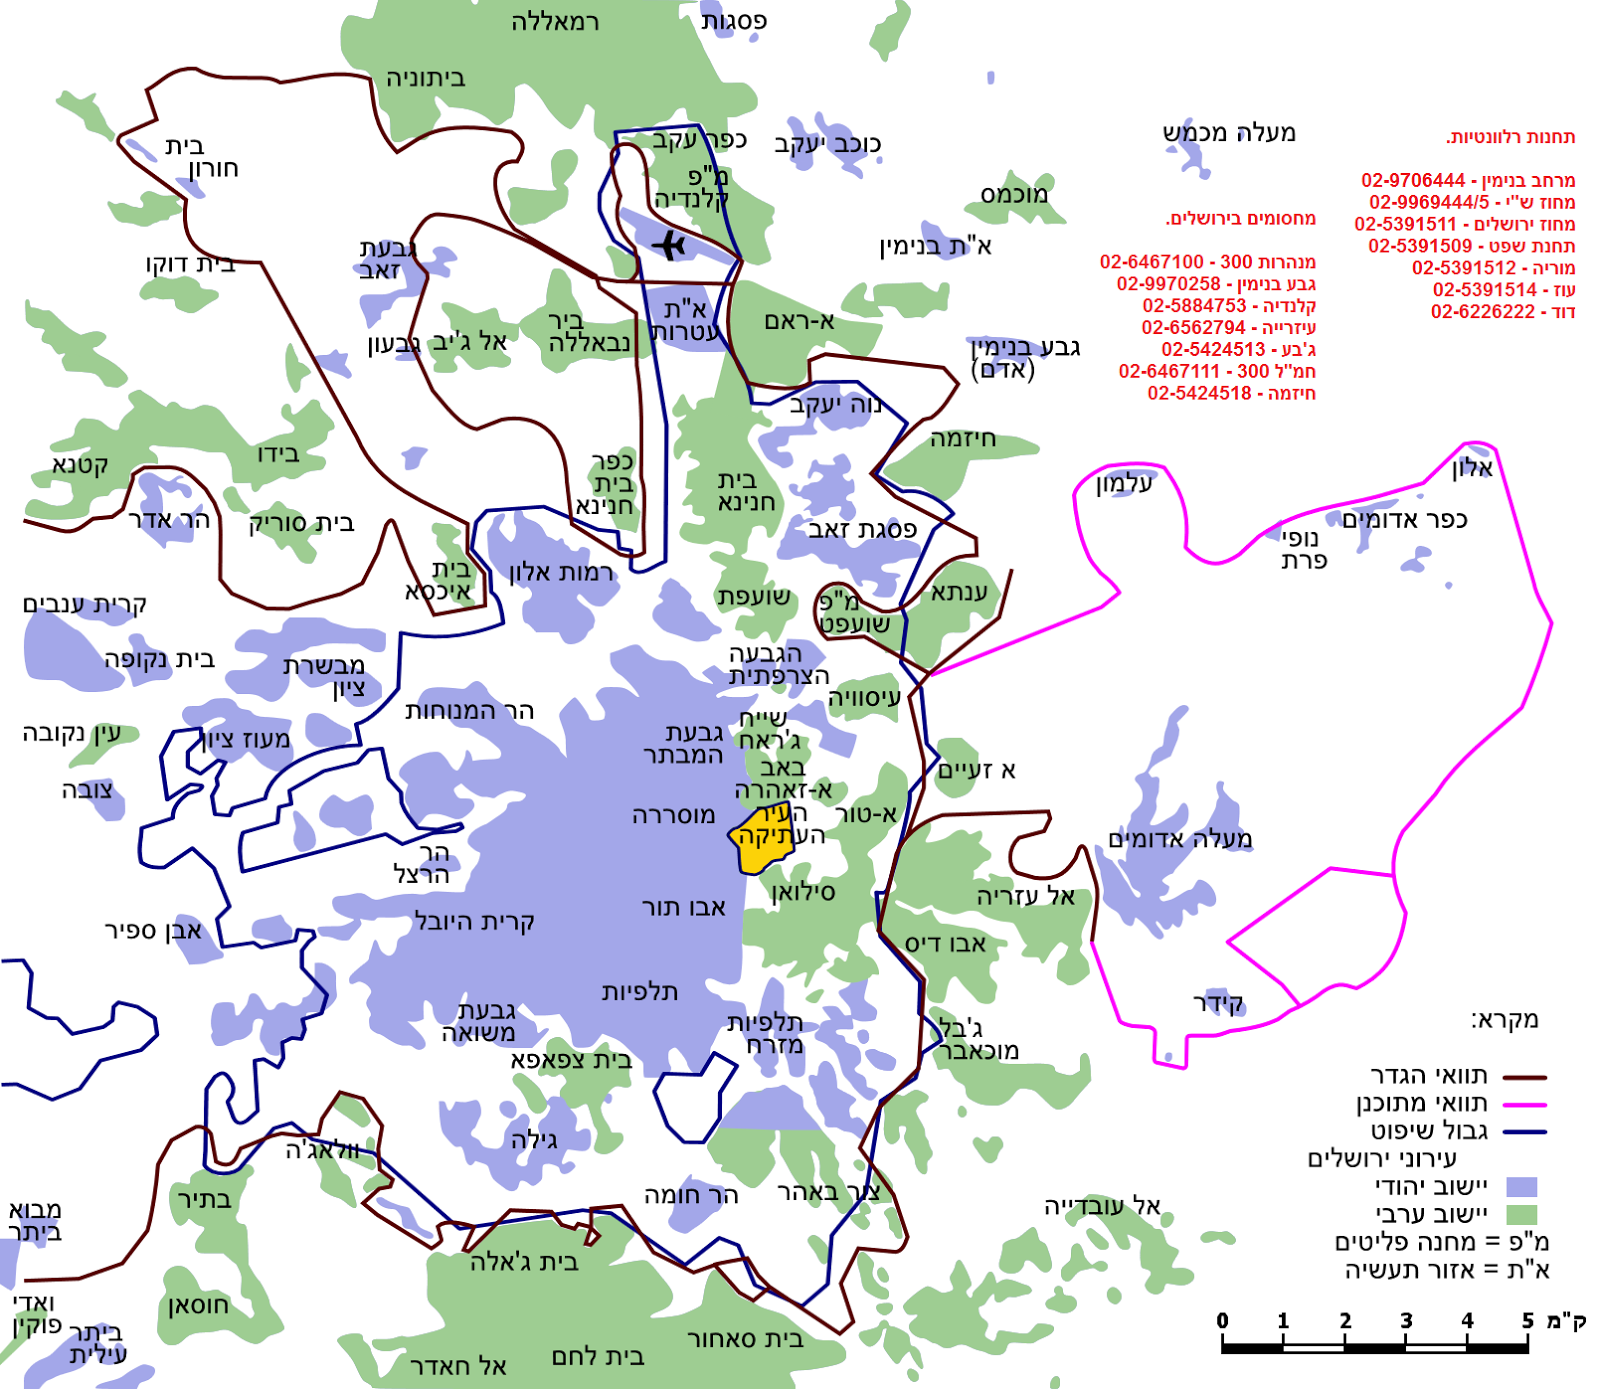 רמאללה
פסגות
ביתוניה
כפר עקב
כוכב יעקב
מעלה מכמש
תחנות רלוונטיות.
מרחב בנימין - 02-9706444
מחוז ש"י - 02-9969444/5
מחוז ירושלים - 02-5391511
תחנת שפט - 02-5391509
מוריה - 02-5391512
עוז - 02-5391514
דוד - 02-6226222
מחסומים בירושלים.
מנהרות 300 - 02-6467100
גבע בנימין - 02-9970258
קלנדיה - 02-5884753
עיזרייה - 02-6562794
ג'בע - 02-5424513
חמ"ל 300 - 02-6467111
חיזמה - 02-5424518
בית
חורון
מ"פ
קלנדיה
מוכמס
א"ת בנימין
גבעת
זאב
בית דוקו
א"ת
עטרות
א-ראם
ביר
נבאללה
אל ג'יב
גבעון
גבע בנימין
(אדם)
נוה יעקב
חיזמה
בידו
קטנא
כפר
בית
חנינא
בית
חנינא
עלמון
אלון
כפר אדומים
נופי
פרת
הר אדר
בית סוריק
פסגת זאב
בית
איכסא
רמות אלון
שועפת
מ"פ
שועפט
ענתא
קרית ענבים
בית נקופה
מבשרת
ציון
הגבעה
הצרפתית
עיסוויה
הר המנוחות
עין נקובה
מעוז ציון
גבעת
המבתר
שייח
ג'ראח
באב
א-זאהרה
א זעיים
צובה
מוסררה
העיר
העתיקה
א-טור
מעלה אדומים
הר
הרצל
סילואן
אל עזריה
אבו תור
קרית היובל
אבן ספיר
אבו דיס
תלפיות
קידר
גבעת
משואה
תלפיות
מזרח
ג'בל
מוכאבר
בית צפאפא
מקרא:
תוואי הגדר
תוואי מתוכנן
גבול שיפוט
עירוני ירושלים
יישוב יהודי
יישוב ערבי
מ"פ = מחנה פליטים
א"ת = אזור תעשיה
גילה
וולאג'ה
הר חומה
צור באהר
בתיר
אל עובדייה
מבוא
ביתר
בית ג'אלה
ואדי
פוקין
חוסאן
ביתר
עילית
בית סאחור
בית לחם
אל חאדר
0 1 2 3 4 5 ק"מ